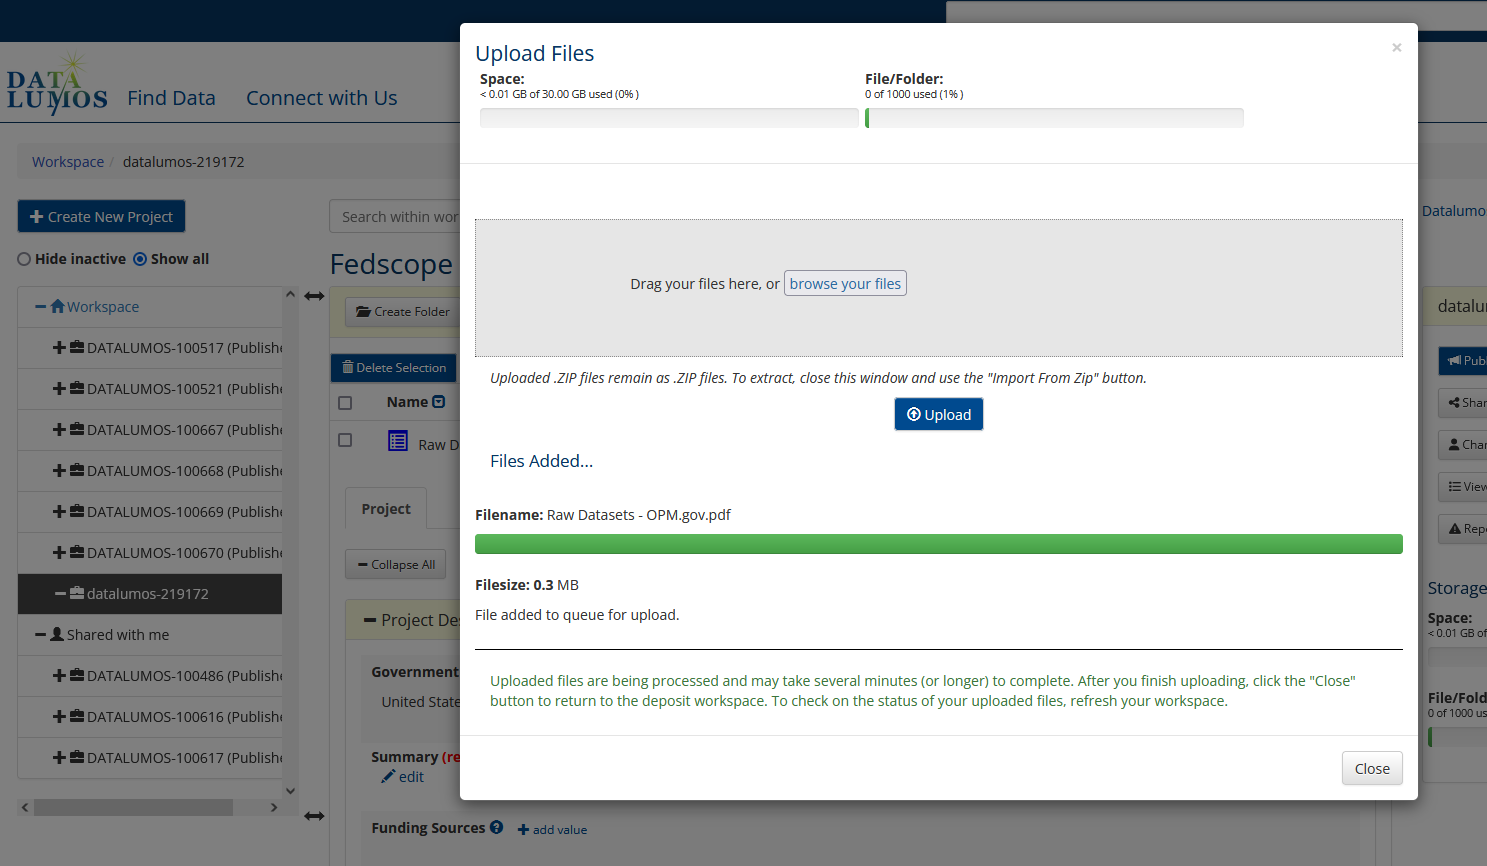 DATA
LUMOS
Find Data
Connect with Us
Workspace / datalumos-219172
Create New Project
Hide inactive
Show all
Workspace
DATALUMOS-100517 (Publishe
DATALUMOS-100521 (Publishe
DATALUMOS-100667 (Publishe
DATALUMOS-100668 (Publishe
DATALUMOS-100669 (Publishe
DATALUMOS-100670 (Publishe
datalumos-219172
Shared with me
DATALUMOS-100486 (Publishe
DATALUMOS-100616 (Publishe
DATALUMOS-100617 (Publishe
Search within wor
Fedscope
Create Folder
Delete Selection
Name
Raw D
Project
Collapse All
Project De
Government
United State
Summary (re
edit
Funding Sources
add value
Upload Files
×
Space:
< 0.01 GB of 30.00 GB used (0% )
File/Folder:
0 of 1000 used (1% )
Drag your files here, or browse your files
Uploaded .ZIP files remain as .ZIP files. To extract, close this window and use the "Import From Zip" button.
Upload
Files Added...
Filename: Raw Datasets - OPM.gov.pdf
Filesize: 0.3 MB
File added to queue for upload.
Uploaded files are being processed and may take several minutes (or longer) to complete. After you finish uploading, click the "Close"
button to return to the deposit workspace. To check on the status of your uploaded files, refresh your workspace.
Close
Datalumo
datalu
Pub
Shar
Char
View
Repo
Storage
Space:
< 0.01 GB of
File/Fold
0 of 1000 us